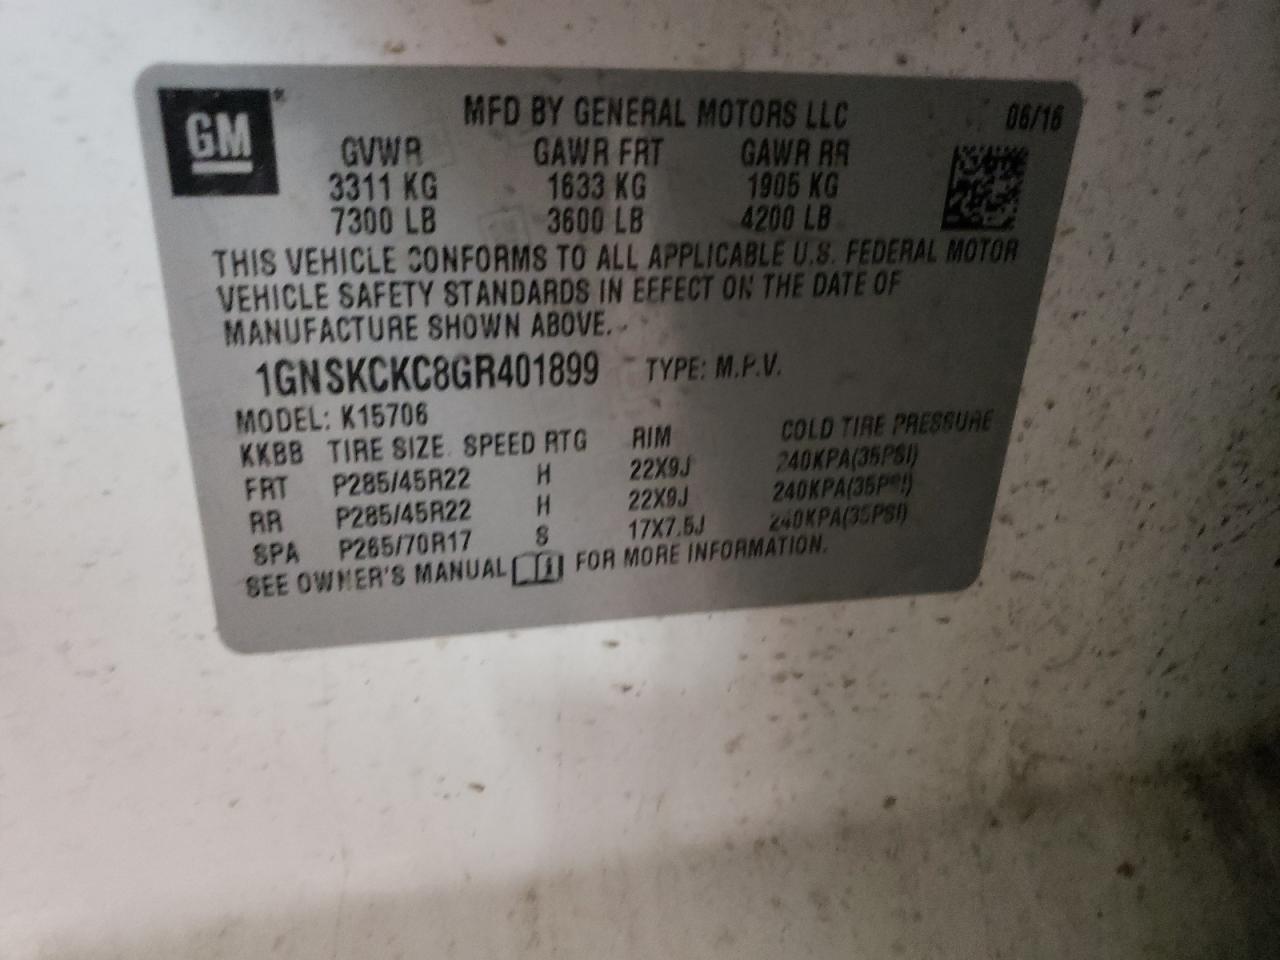 GM®
MFD BY GENERAL MOTORS LLC 06/16
GVWR GAWR FRT GAWR RR
3311 KG 1633 KG 1905 KG
7300 LB 3600 LB 4200 LB
THIS VEHICLE CONFORMS TO ALL APPLICABLE U.S. FEDERAL MOTOR
VEHICLE SAFETY STANDARDS IN EFFECT ON THE DATE OF
MANUFACTURE SHOWN ABOVE.
1GNSKCKC8GR401899 TYPE: M.P.V.
MODEL: K15706
KKBB TIRE SIZE SPEED RTG RIM COLD TIRE PRESSURE
FRT P285/45R22 H 22X9J 240KPA(35PSI)
RR P285/45R22 H 22X9J 240KPA(35PSI)
SPA P265/70R17 S 17X7.5J 240KPA(35PSI)
SEE OWNER'S MANUAL FOR MORE INFORMATION.